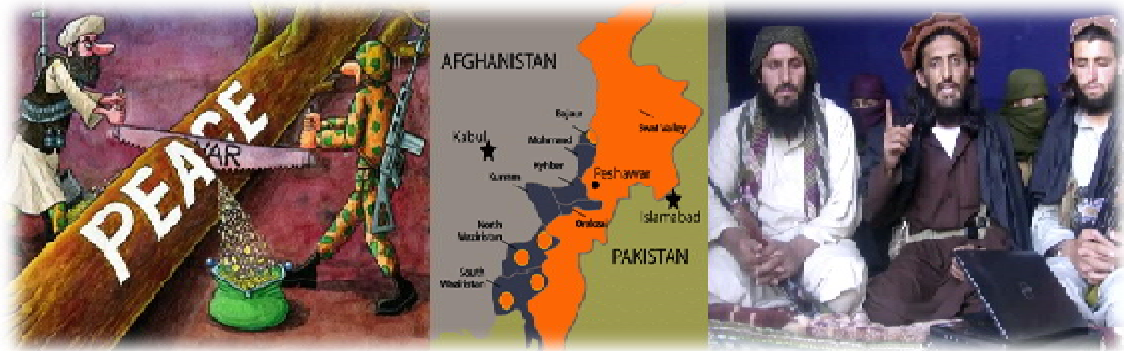 PEACE
WAR
AFGHANISTAN
Bajaur
Swat Valley
Kabul
Mohmand
Khyber
Peshawar
Kurram
Islamabad
Orakzai
North
Waziristan
PAKISTAN
South
Waziristan